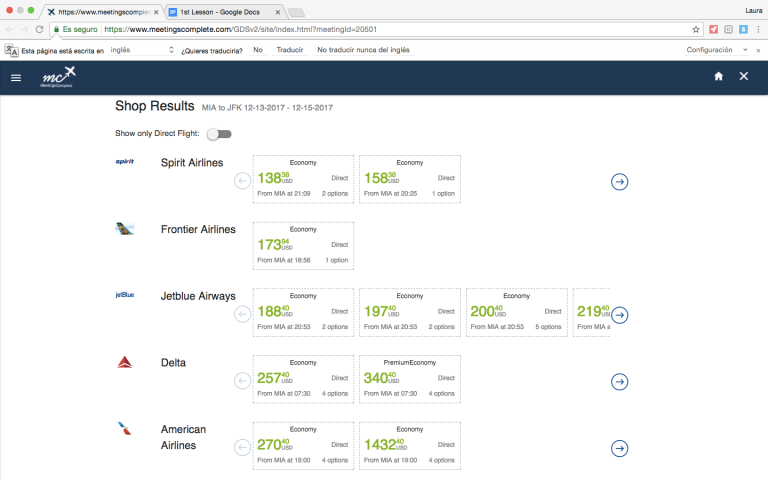 https://www.meetingscomplet
1st Lesson - Google Docs
Laura
Es seguro https://www.meetingscomplete.com/GDSv2/site/index.html?meetingId=20501
Esta página está escrita en inglés ¿Quieres traducirla? No Traducir No traducir nunca del inglés Configuración
mc
MeetingsComplete
Shop Results MIA to JFK 12-13-2017 - 12-15-2017
Show only Direct Flight:
spirit Spirit Airlines
Economy
138 38 USD Direct
From MIA at 21:09 2 options
Economy
158 38 USD Direct
From MIA at 20:25 1 option
Frontier Airlines
Economy
173 94 USD Direct
From MIA at 18:56 1 option
jetBlue Jetblue Airways
Economy
188 40 USD Direct
From MIA at 20:53 2 options
Economy
197 40 USD Direct
From MIA at 20:53 2 options
Economy
200 40 USD Direct
From MIA at 20:53 5 options
219 40 US
From MIA a
Delta
Economy
257 40 USD Direct
From MIA at 07:30 4 options
PremiumEconomy
340 40 USD Direct
From MIA at 07:30 4 options
American
Airlines
Economy
270 40 USD Direct
From MIA at 19:00 4 options
Economy
1432 40 USD Direct
From MIA at 19:00 4 options